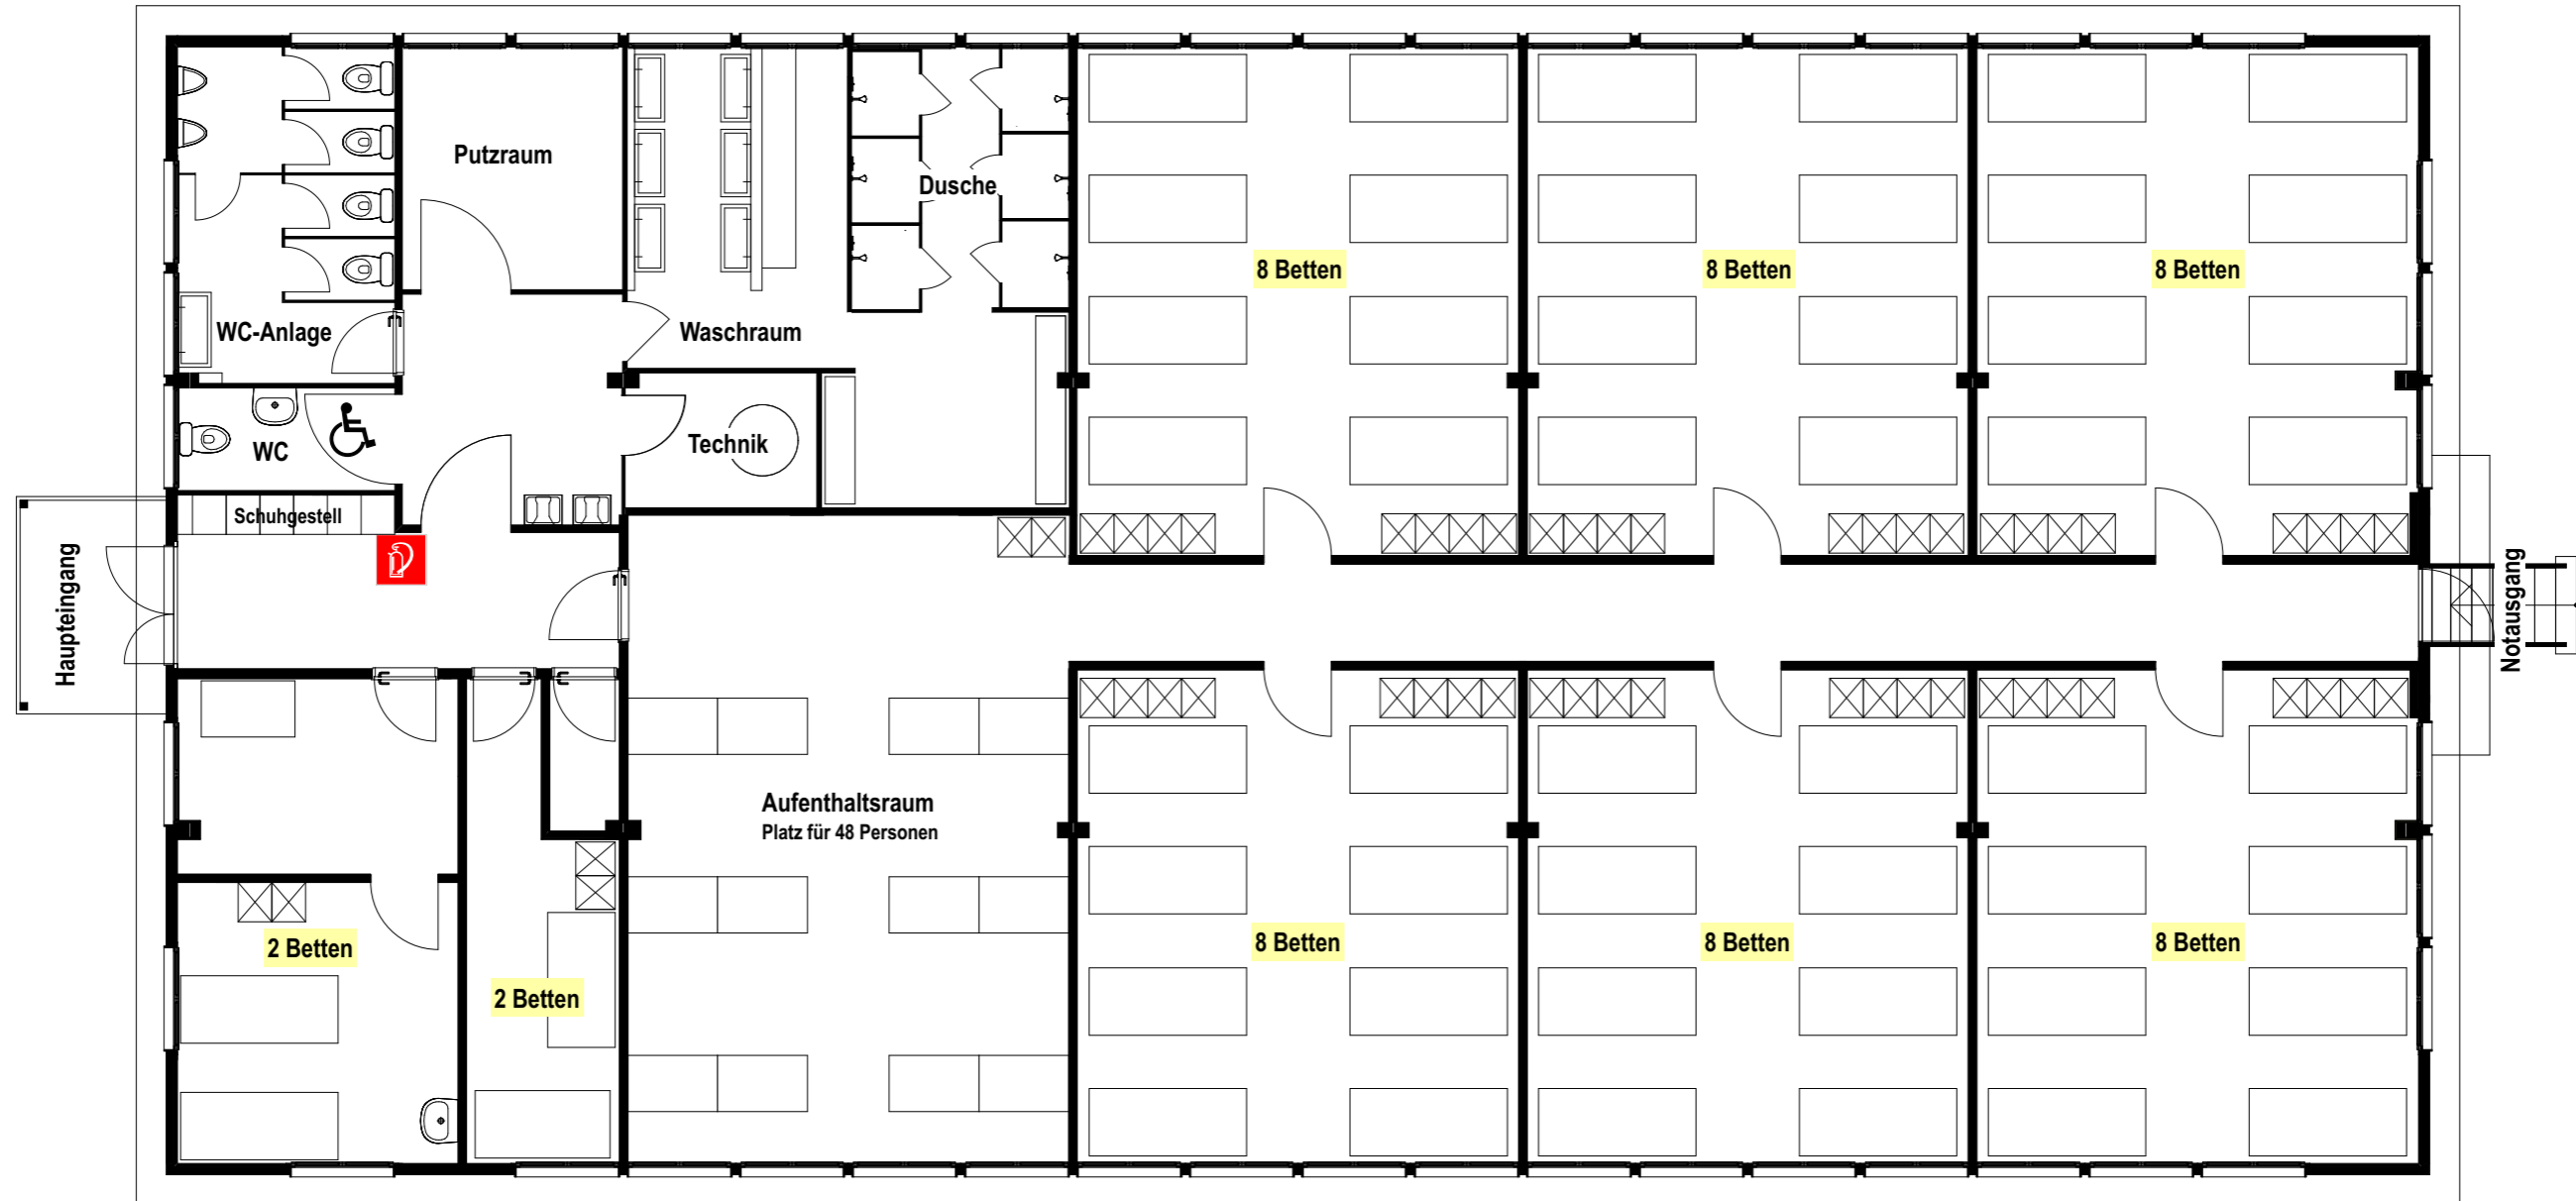 Putzraum
Dusche
8 Betten
8 Betten
8 Betten
WC-Anlage
Waschraum
WC
Technik
Schuhgestell
Haupteingang
Notausgang
Aufenthaltsraum
Platz für 48 Personen
2 Betten
2 Betten
8 Betten
8 Betten
8 Betten